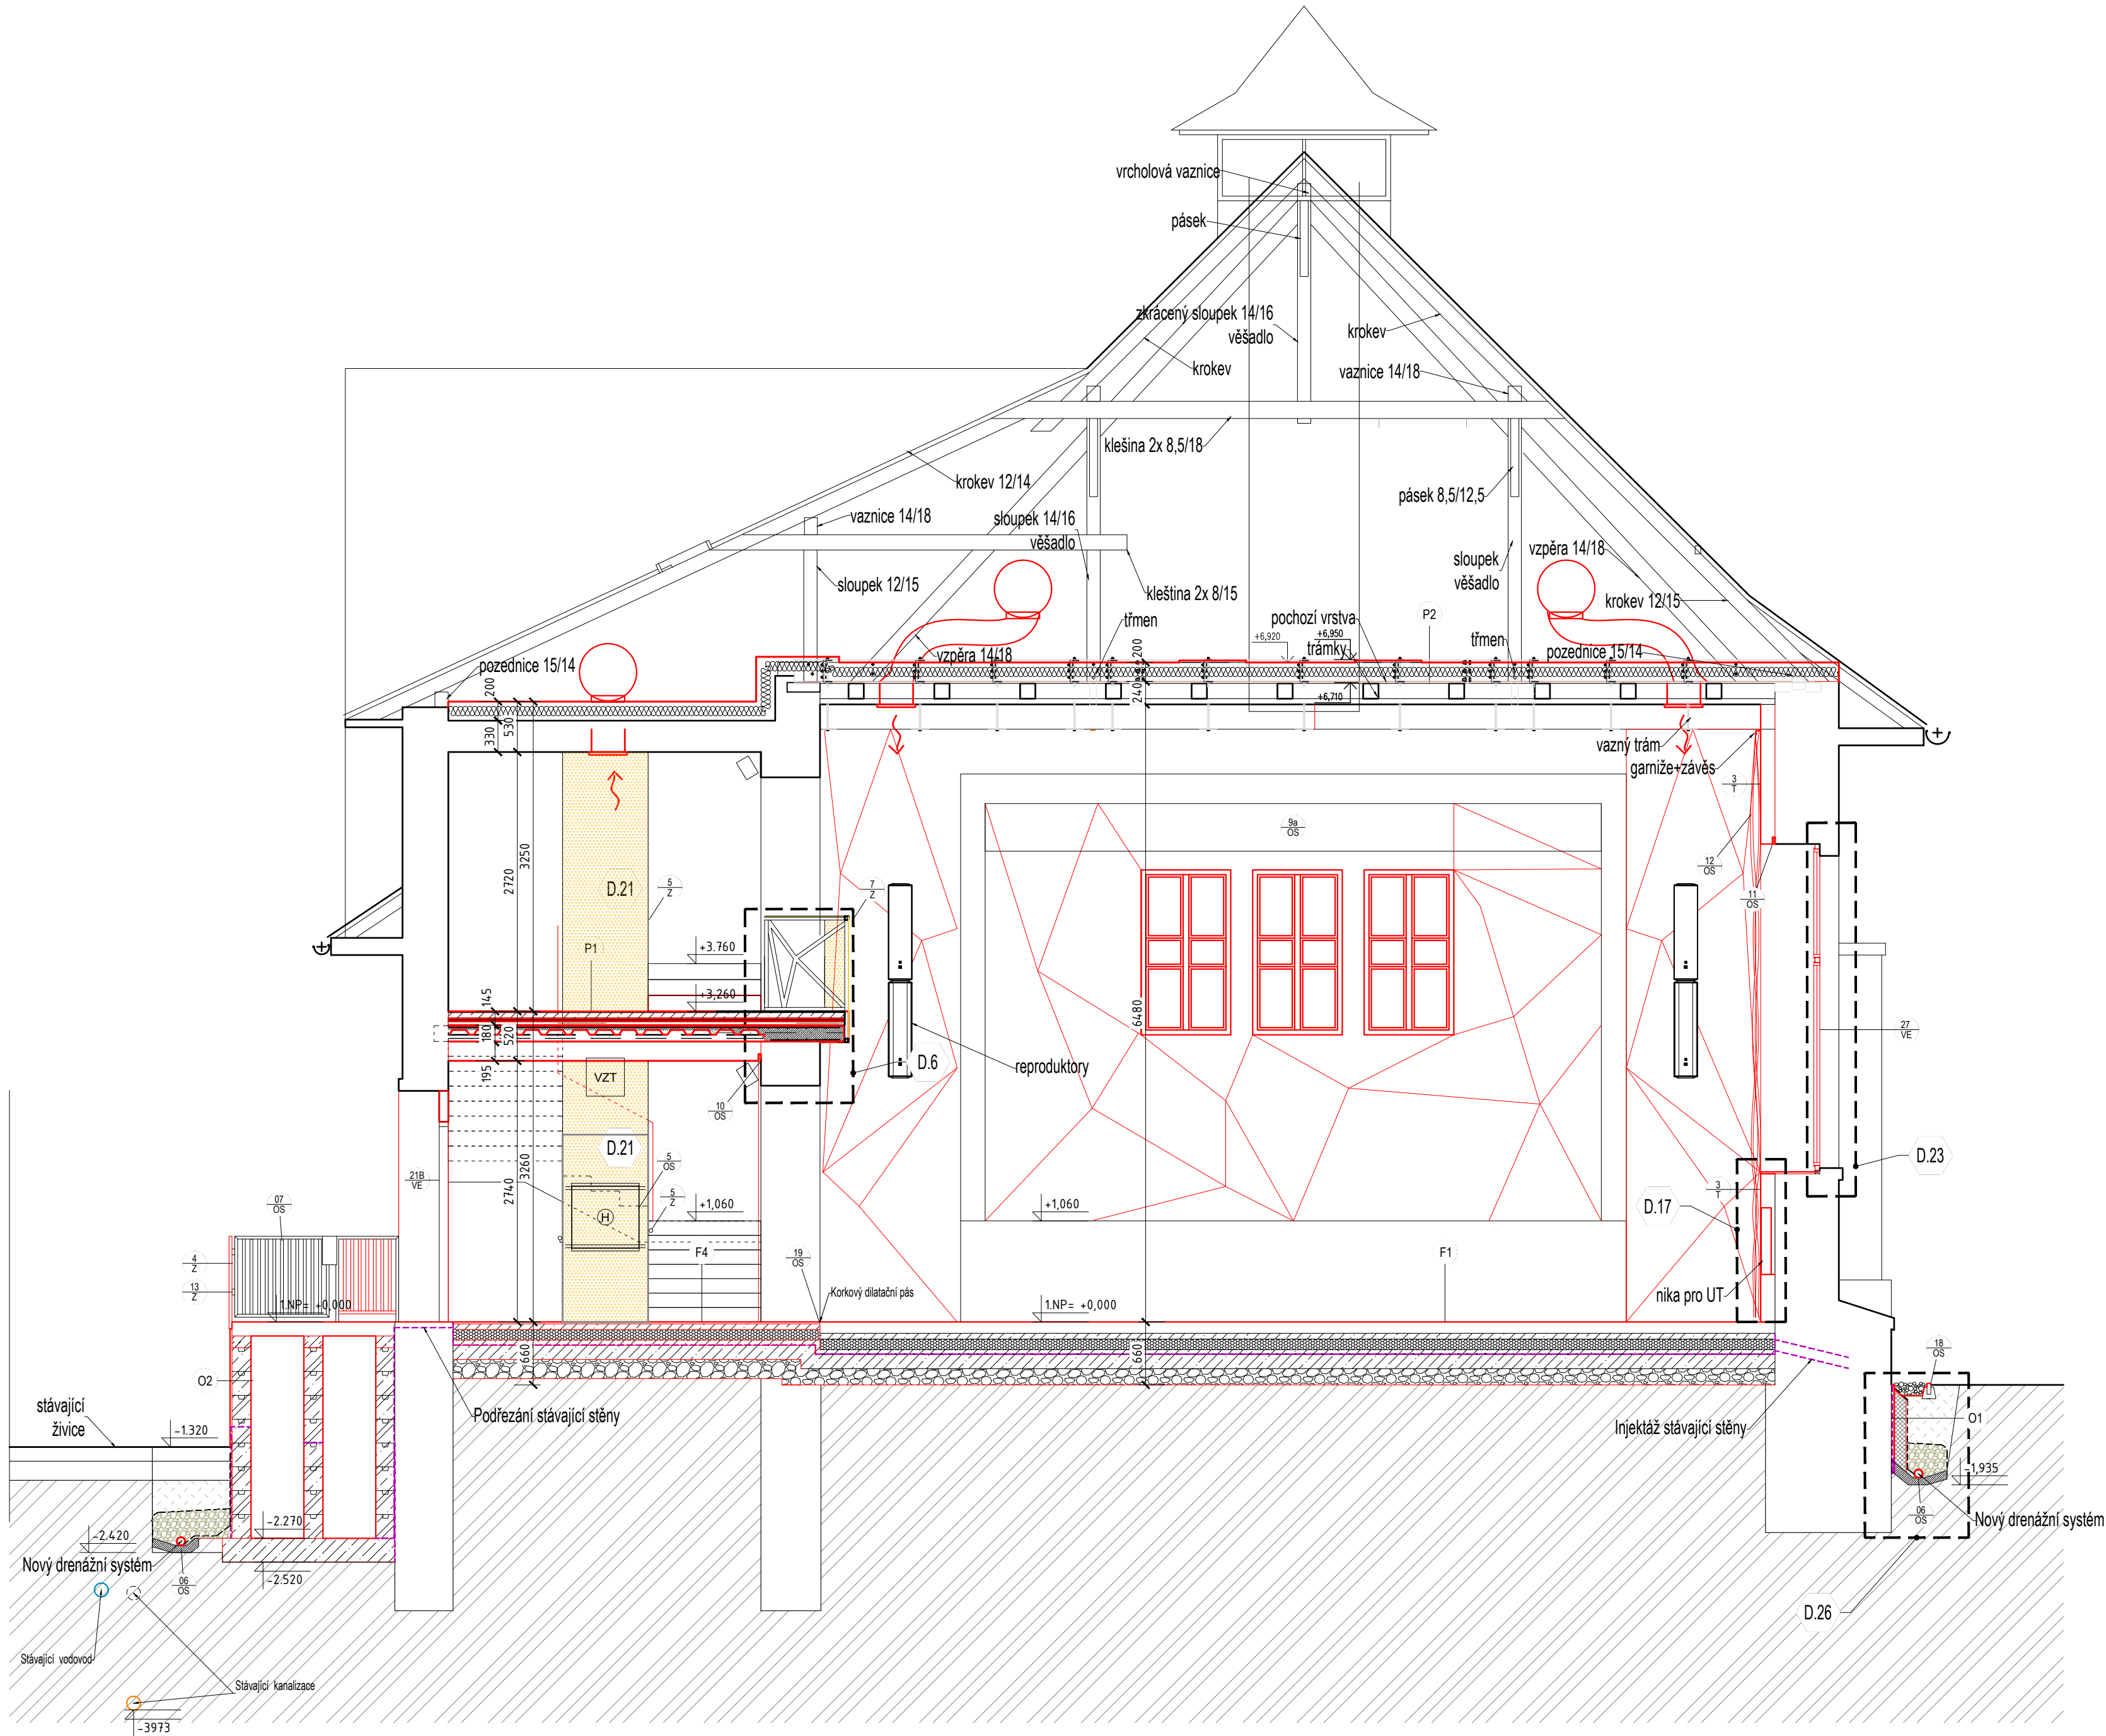 vrcholová vaznice
pásek
zkrácený sloupek 14/16
věšadlo
krokev
krokev
vaznice 14/18
klešina 2x 8,5/18
krokev 12/14
pásek 8,5/12,5
vaznice 14/18
sloupek 14/16
věšadlo
vzpěra 14/18
sloupek
věšadlo
sloupek 12/15
kleština 2x 8/15
krokev 12/15
třmen
pochozí vrstva
P2
třmen
+6,920
+6,950
trámky
200
vzpěra 14/18
pozednice 15/14
pozednice 15/14
200
240
+6,710
530
330
vazný trám
garniže+závěs
3
T
9a
OS
3250
2720
D.21
5
Z
7
Z
12
OS
11
OS
P1
+3.760
+3,260
145
180
520
195
6480
27
VE
VZT
D.6
reproduktory
10
OS
D.21
5
OS
21B
VE
3260
2740
5
Z
+1,060
+1,060
3
T
D.17
D.23
07
OS
H
F4
F1
4
Z
13
Z
19
OS
Korkový dilatační pás
nika pro UT
1.NP= +0,000
1.NP= +0,000
660
660
18
OS
O2
stávající
živice
-1.320
Podřezání stávající stěny
Injektáž stávající stěny
O1
-1,935
-2.270
-2.420
06
OS
Nový drenážní systém
Nový drenážní systém
06
OS
-2.520
D.26
Stávající vodovod
Stávající kanalizace
-3973